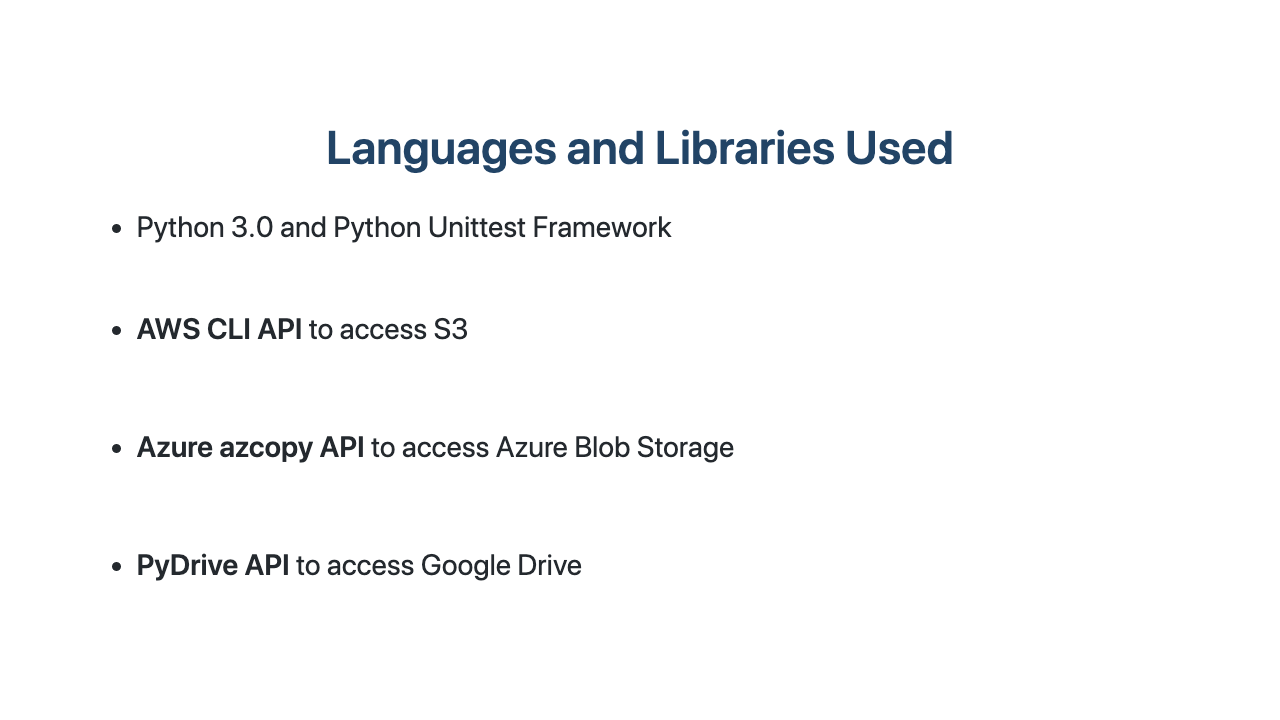 Languages and Libraries Used
• Python 3.0 and Python Unittest Framework
• AWS CLI API to access S3
• Azure azcopy API to access Azure Blob Storage
• PyDrive API to access Google Drive